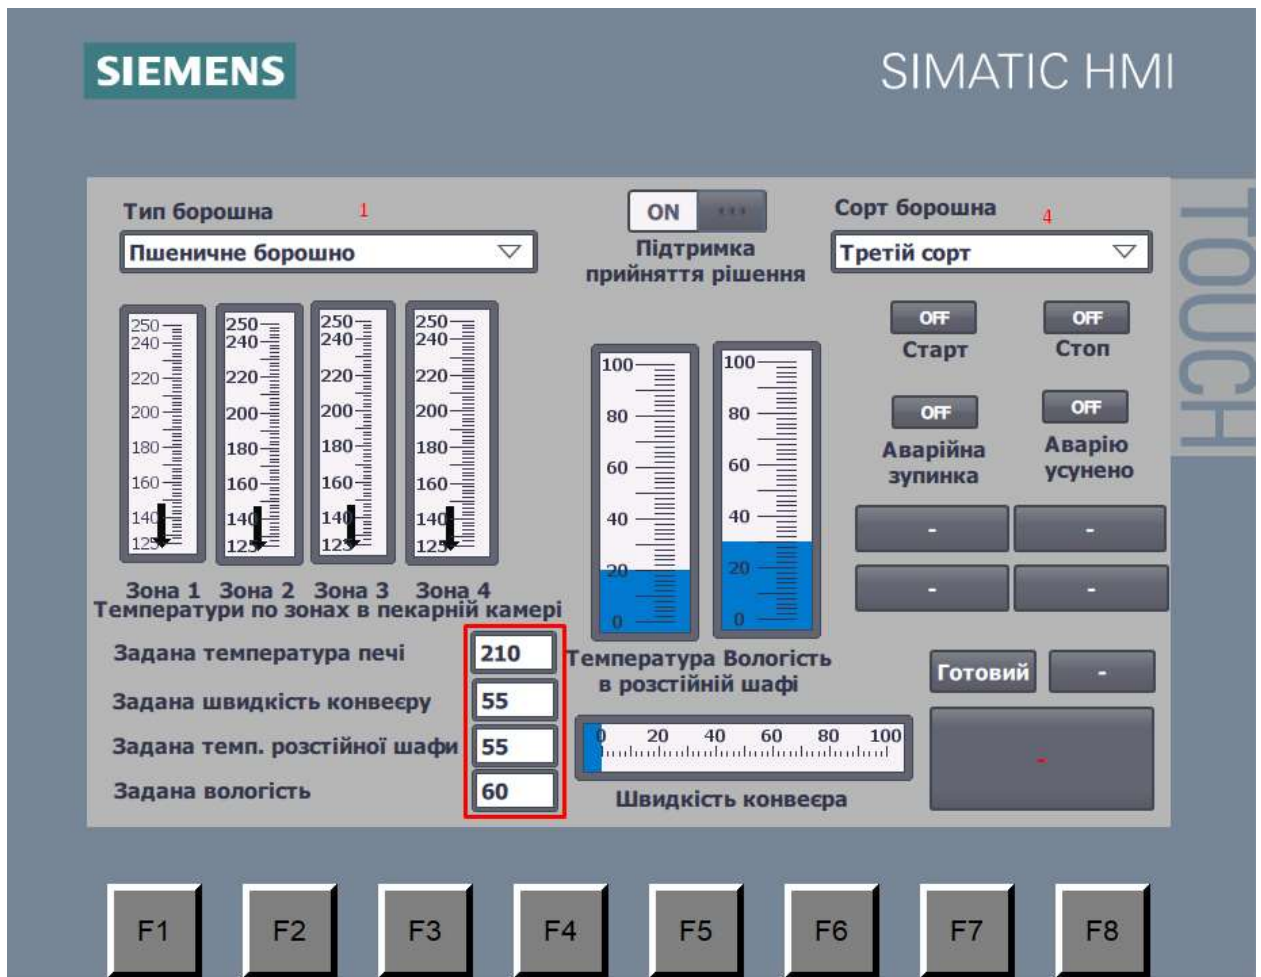 SIEMENS
SIMATIC HMI
TOUCH
Тип борошна 1
Пшеничне борошно
ON
Підтримка
прийняття рішення
Сорт борошна 4
Третій сорт
250 250 250 250
240 240 240 240
220 220 220 220
200 200 200 200
180 180 180 180
160 160 160 160
140 140 140 140
125 125 125 125
Зона 1 Зона 2 Зона 3 Зона 4
Температури по зонах в пекарній камері
100 100
80 80
60 60
40 40
20 20
0 0
Температура Вологість
в розстійній шафі
OFF OFF
Старт Стоп
OFF OFF
Аварійна
зупинка
Аварію
усунено
- -
- -
Задана температура печі 210
Задана швидкість конвеєру 55
Задана темп. розстійної шафи 55
Задана вологість 60
0 20 40 60 80 100
Швидкість конвеєра
Готовий -
-
F1 F2 F3 F4 F5 F6 F7 F8